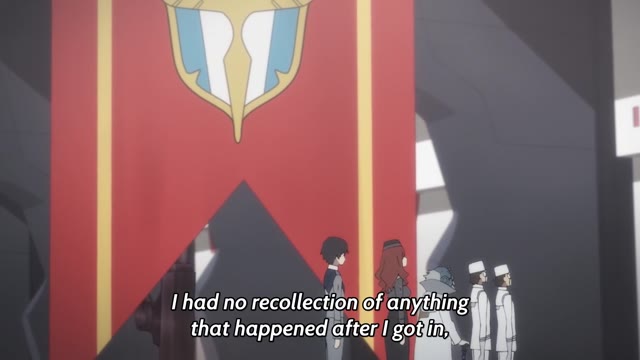 I had no recollection of anything
that happened after I got in,